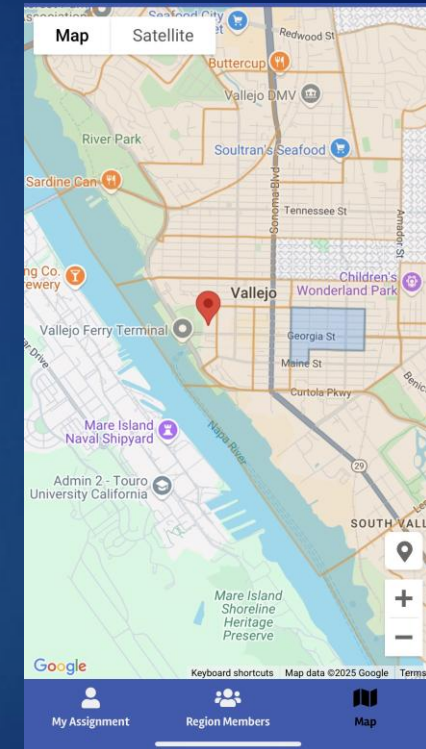 Map
Satellite
Seafood City
Redwood St
Buttercup
Vallejo DMV
River Park
Soultran's Seafood
Sardine Can
Sonoma Blvd
Tennessee St
Amador St
Children's
Wonderland Park
ng Co.
rewery
Vallejo
Vallejo Ferry Terminal
Georgia St
Maine St
Curtola Pkwy
Mare Island
Naval Shipyard
Napa River
Admin 2 - Touro
University California
29
SOUTH VALL
Mare Island
Shoreline
Heritage
Preserve
+
−
Google
Keyboard shortcuts
Map data ©2025 Google
Terms
My Assignment
Region Members
Map